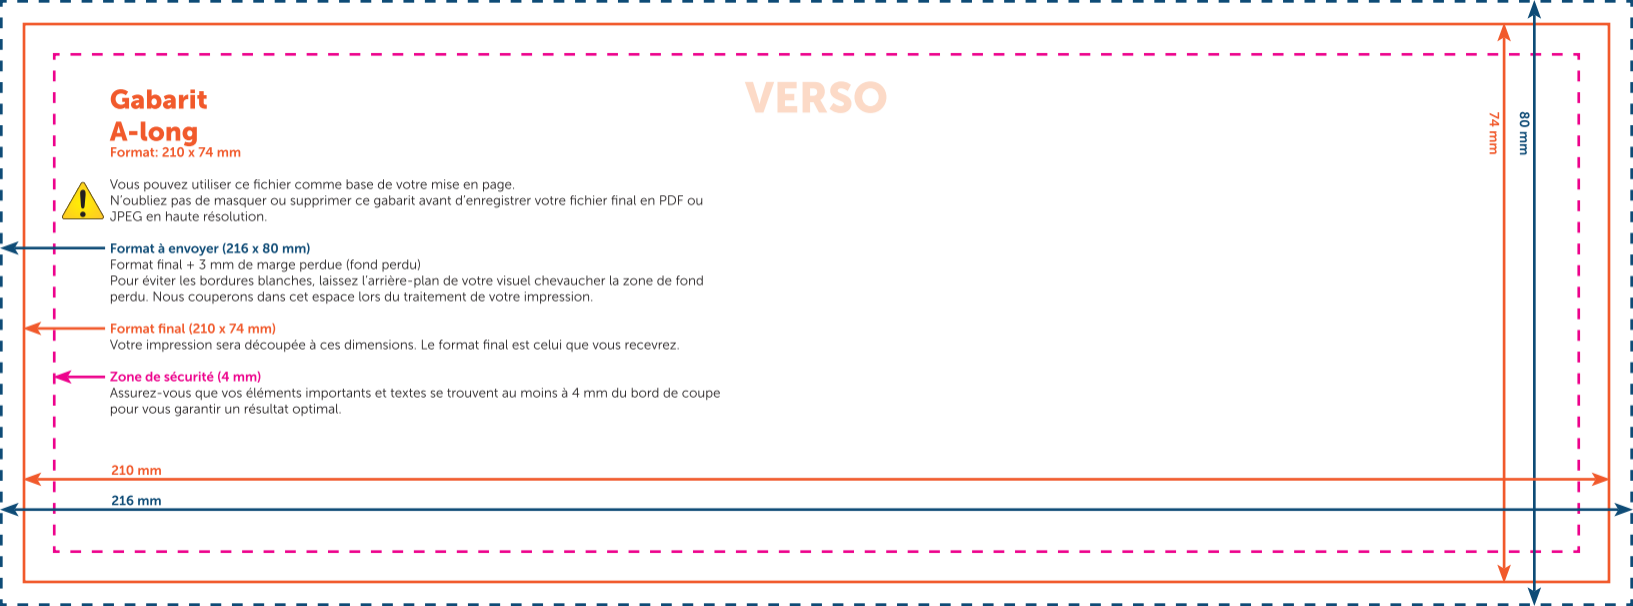 VERSO
Gabarit
A-long
Format: 210 x 74 mm
Vous pouvez utiliser ce fichier comme base de votre mise en page.
N'oubliez pas de masquer ou supprimer ce gabarit avant d'enregistrer votre fichier final en PDF ou
JPEG en haute résolution.
Format à envoyer (216 x 80 mm)
Format final + 3 mm de marge perdue (fond perdu)
Pour éviter les bordures blanches, laissez l'arrière-plan de votre visuel chevaucher la zone de fond
perdu. Nous couperons dans cet espace lors du traitement de votre impression.
Format final (210 x 74 mm)
Votre impression sera découpée à ces dimensions. Le format final est celui que vous recevrez.
Zone de sécurité (4 mm)
Assurez-vous que vos éléments importants et textes se trouvent au moins à 4 mm du bord de coupe
pour vous garantir un résultat optimal.
210 mm
216 mm
74 mm
80 mm